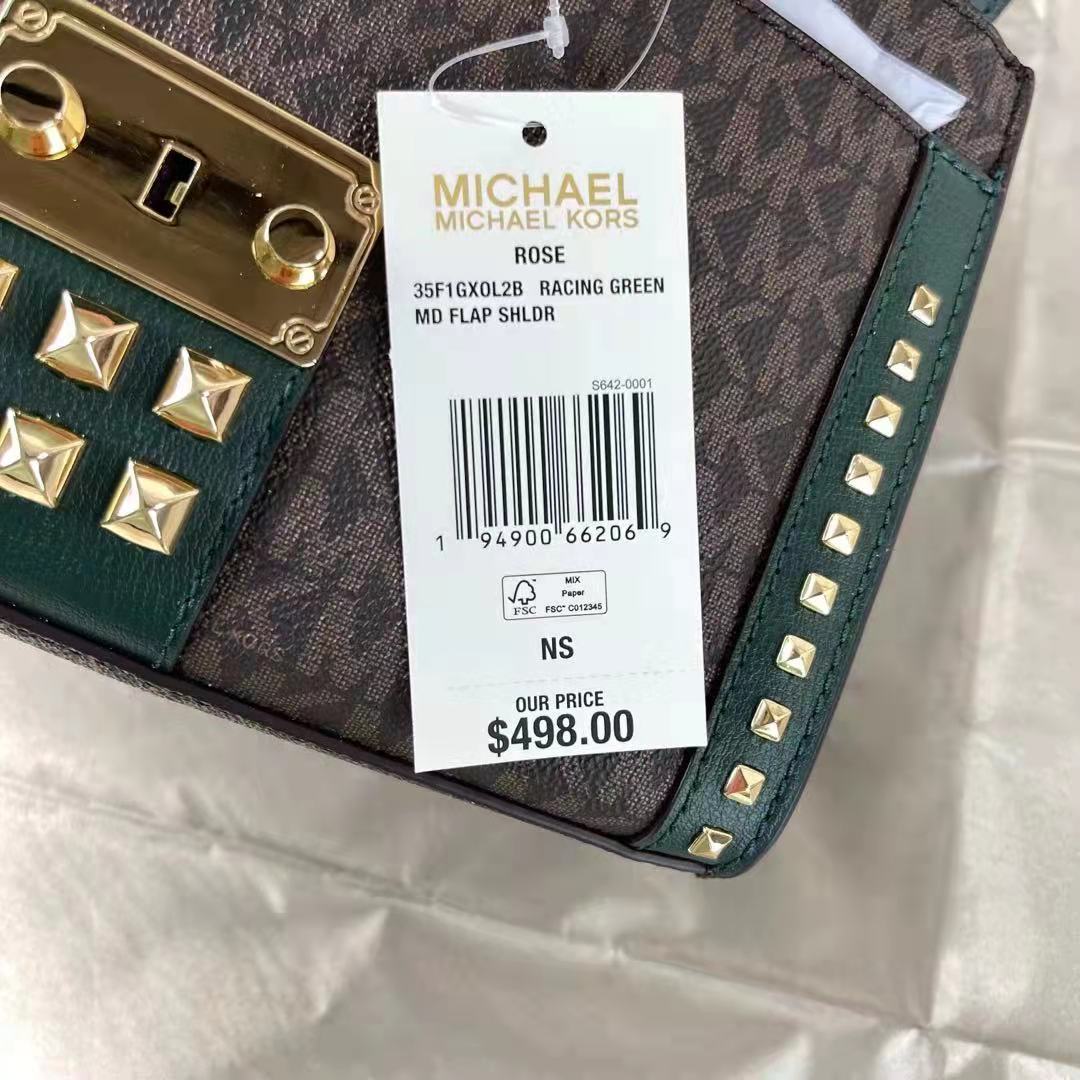 MICHAEL
MICHAEL KORS
ROSE
35F1GXOL2B RACING GREEN
MD FLAP SHLDR
S642-0001
1 94900 66206 9
MIX
Paper
FSC FSC™ C012345
NS
OUR PRICE
$498.00